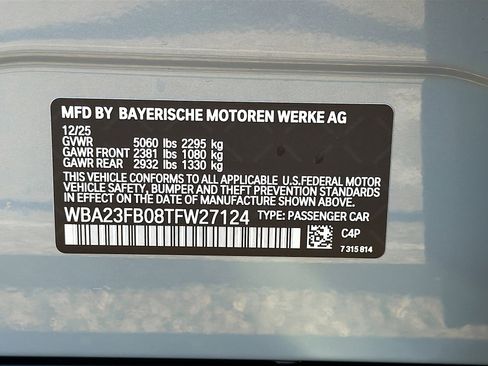 MFD BY BAYERISCHE MOTOREN WERKE AG
12/25
GVWR 5060 lbs 2295 kg
GAWR FRONT 2381 lbs 1080 kg
GAWR REAR 2932 lbs 1330 kg
THIS CAR CONFORMS TO ALL APPLICABLE U.S.FEDERAL MOTOR
VEHICLE SAFETY, BUMPER AND THEFT PREVENTION STANDARDS
IN EFFECT ON THE DATE OF MANUFACTURE SHOWN ABOVE.
WBA23FB08TFW27124 TYPE: PASSENGER CAR
C4P
7 315 814